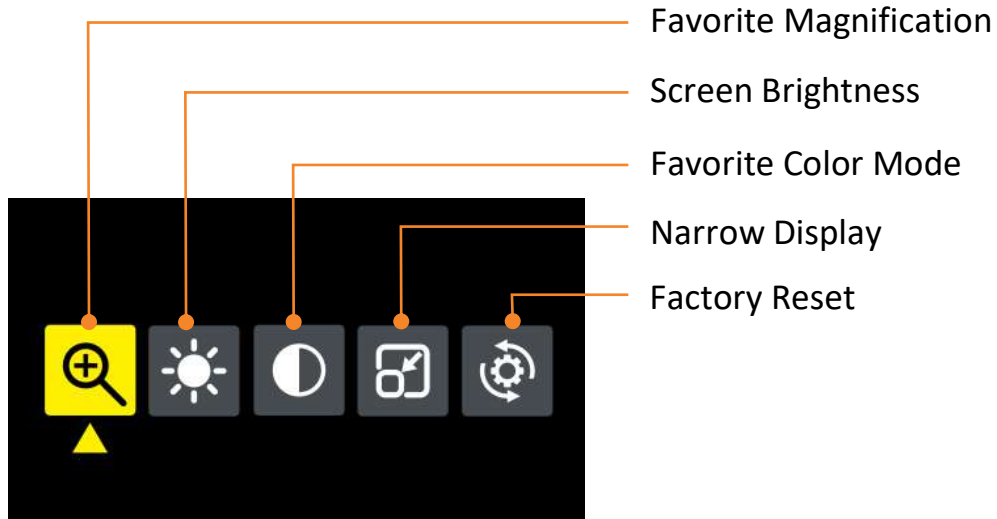 Favorite Magnification
Screen Brightness
Favorite Color Mode
Narrow Display
Factory Reset